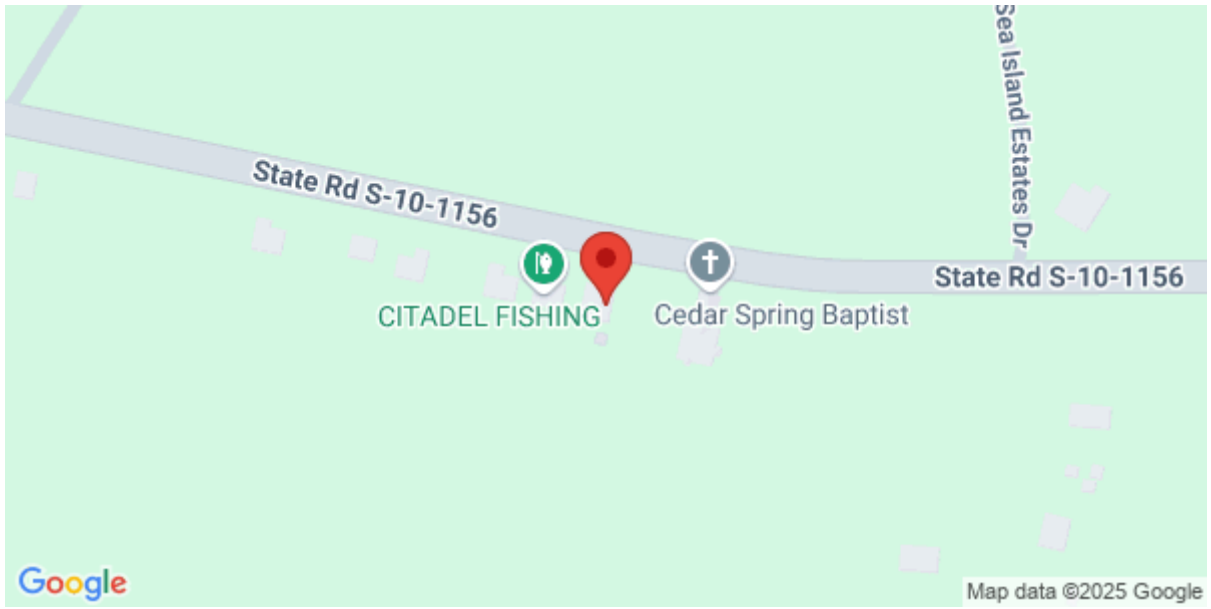 Sea Island Estates Dr
State Rd S-10-1156
State Rd S-10-1156
CITADEL FISHING
Cedar Spring Baptist
Google
Map data ©2025 Google